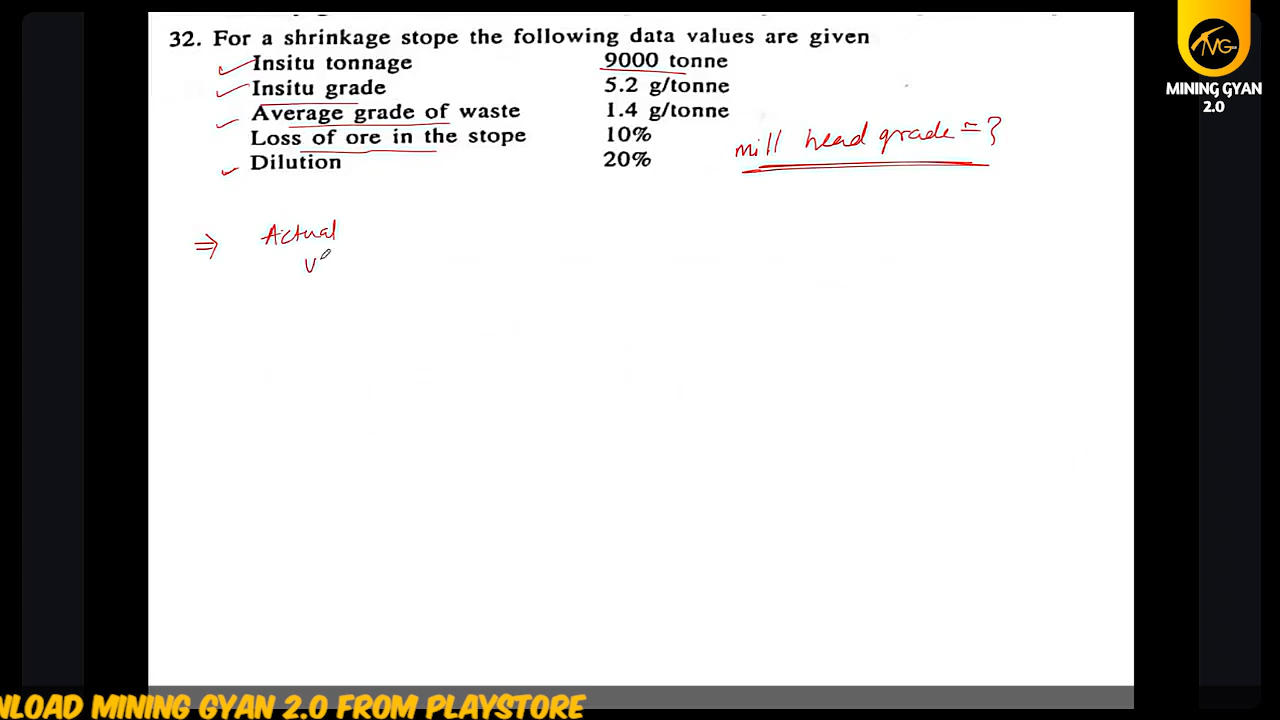 32. For a shrinkage stope the following data values are given
Insitu tonnage 9000 tonne
Insitu grade 5.2 g/tonne
Average grade of waste 1.4 g/tonne
Loss of ore in the stope 10%
Dilution 20%
mill head grade = ?
⇒ Actual
TMG
MINING GYAN
2.0
NLOAD MINING GYAN 2.0 FROM PLAYSTORE